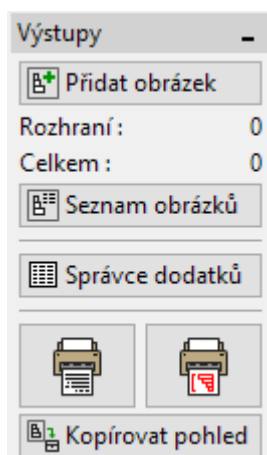 Výstupy
Přidat obrázek
Rozhraní : 0
Celkem : 0
Seznam obrázků
Správce dodatků
Kopírovat pohled